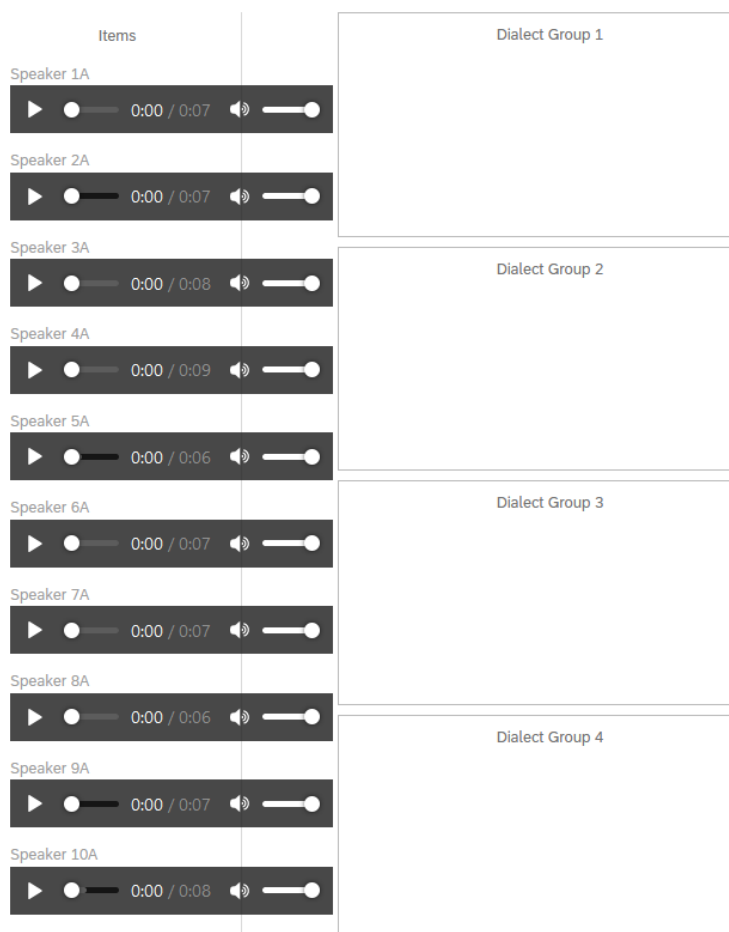 Items
Speaker 1A
0:00 / 0:07
Speaker 2A
0:00 / 0:07
Speaker 3A
0:00 / 0:08
Speaker 4A
0:00 / 0:09
Speaker 5A
0:00 / 0:06
Speaker 6A
0:00 / 0:07
Speaker 7A
0:00 / 0:07
Speaker 8A
0:00 / 0:06
Speaker 9A
0:00 / 0:07
Speaker 10A
0:00 / 0:08
Dialect Group 1
Dialect Group 2
Dialect Group 3
Dialect Group 4